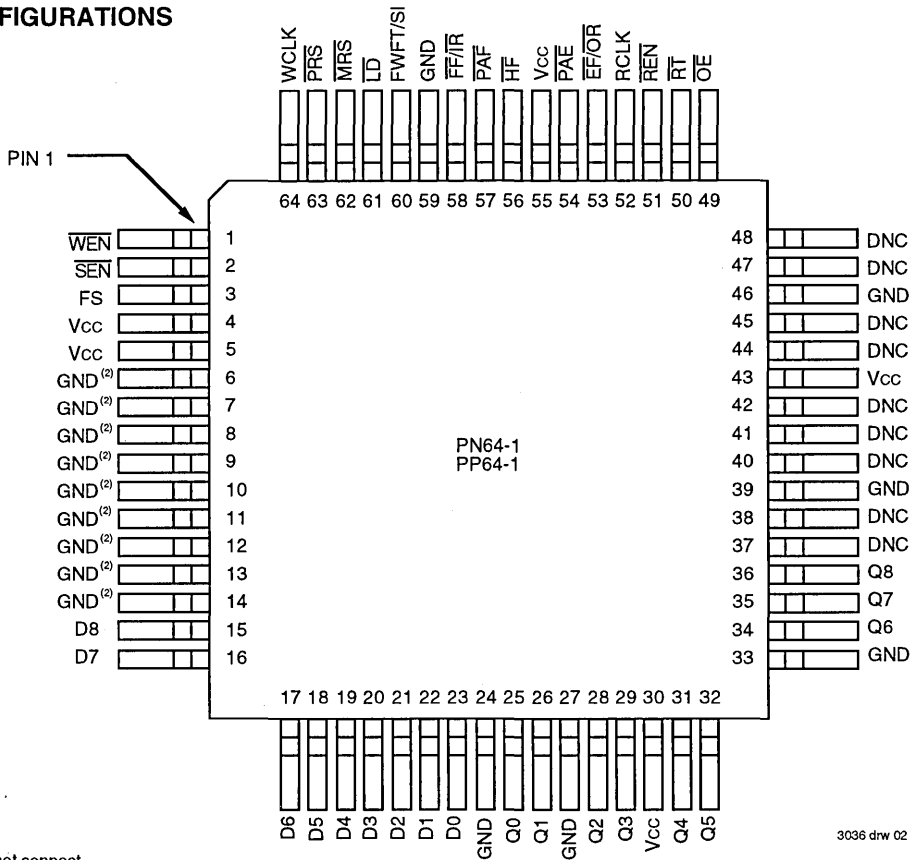 FIGURATIONS
WCLK
PRS
MRS
LD
FWFT/SI
GND
FF/IR
PAF
HF
Vcc
PAE
EF/OR
RCLK
REN
RT
OE
PIN 1
64 63 62 61 60 59 58 57 56 55 54 53 52 51 50 49
WEN 1 48 DNC
SEN 2 47 DNC
FS 3 46 GND
Vcc 4 45 DNC
Vcc 5 44 DNC
GND(2) 6 43 Vcc
GND(2) 7 42 DNC
GND(2) 8 41 DNC
GND(2) 9 40 DNC
GND(2) 10 39 GND
GND(2) 11 38 DNC
GND(2) 12 37 DNC
GND(2) 13 36 Q8
GND(2) 14 35 Q7
D8 15 34 Q6
D7 16 33 GND
PN64-1
PP64-1
17 18 19 20 21 22 23 24 25 26 27 28 29 30 31 32
D6
D5
D4
D3
D2
D1
D0
GND
Q0
Q1
GND
Q2
Q3
Vcc
Q4
Q5
3036 drw 02